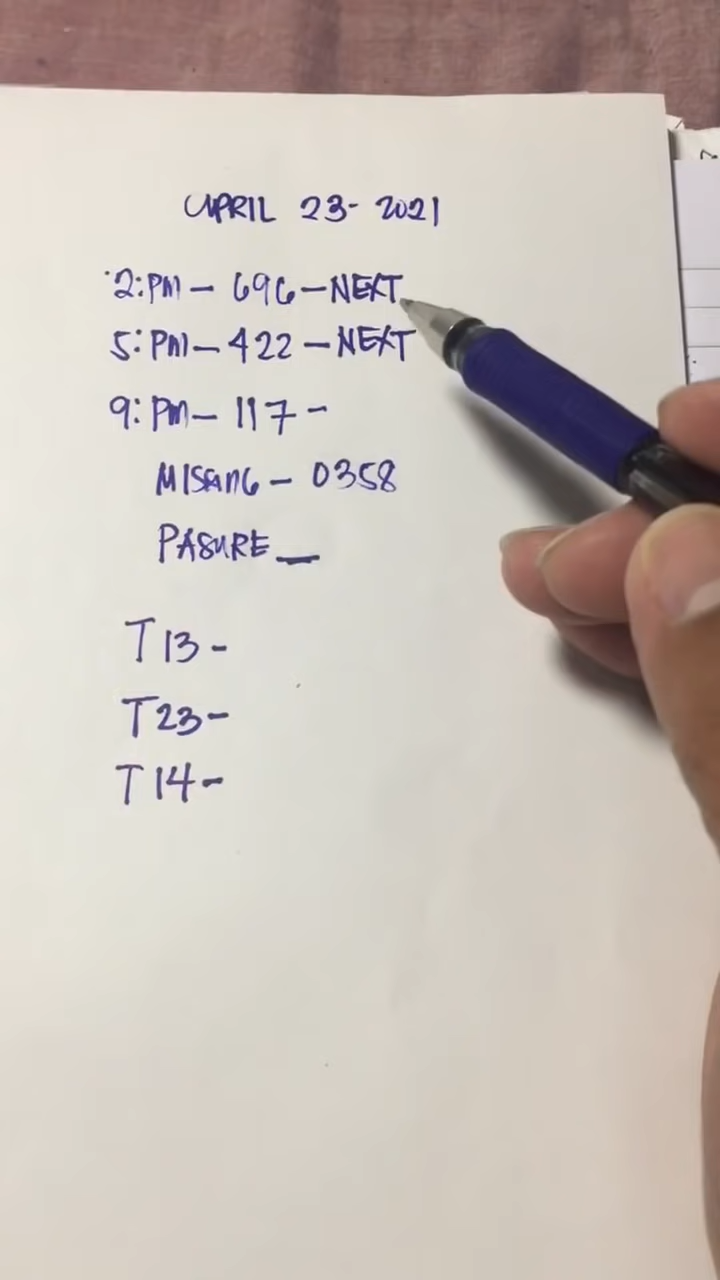 APRIL 23- 2021
2:PM - 696 - NEXT
5:PM - 422 - NEXT
9:PM - 117 -
MISANG - 0358
PASURE _
T13-
T23-
T14-